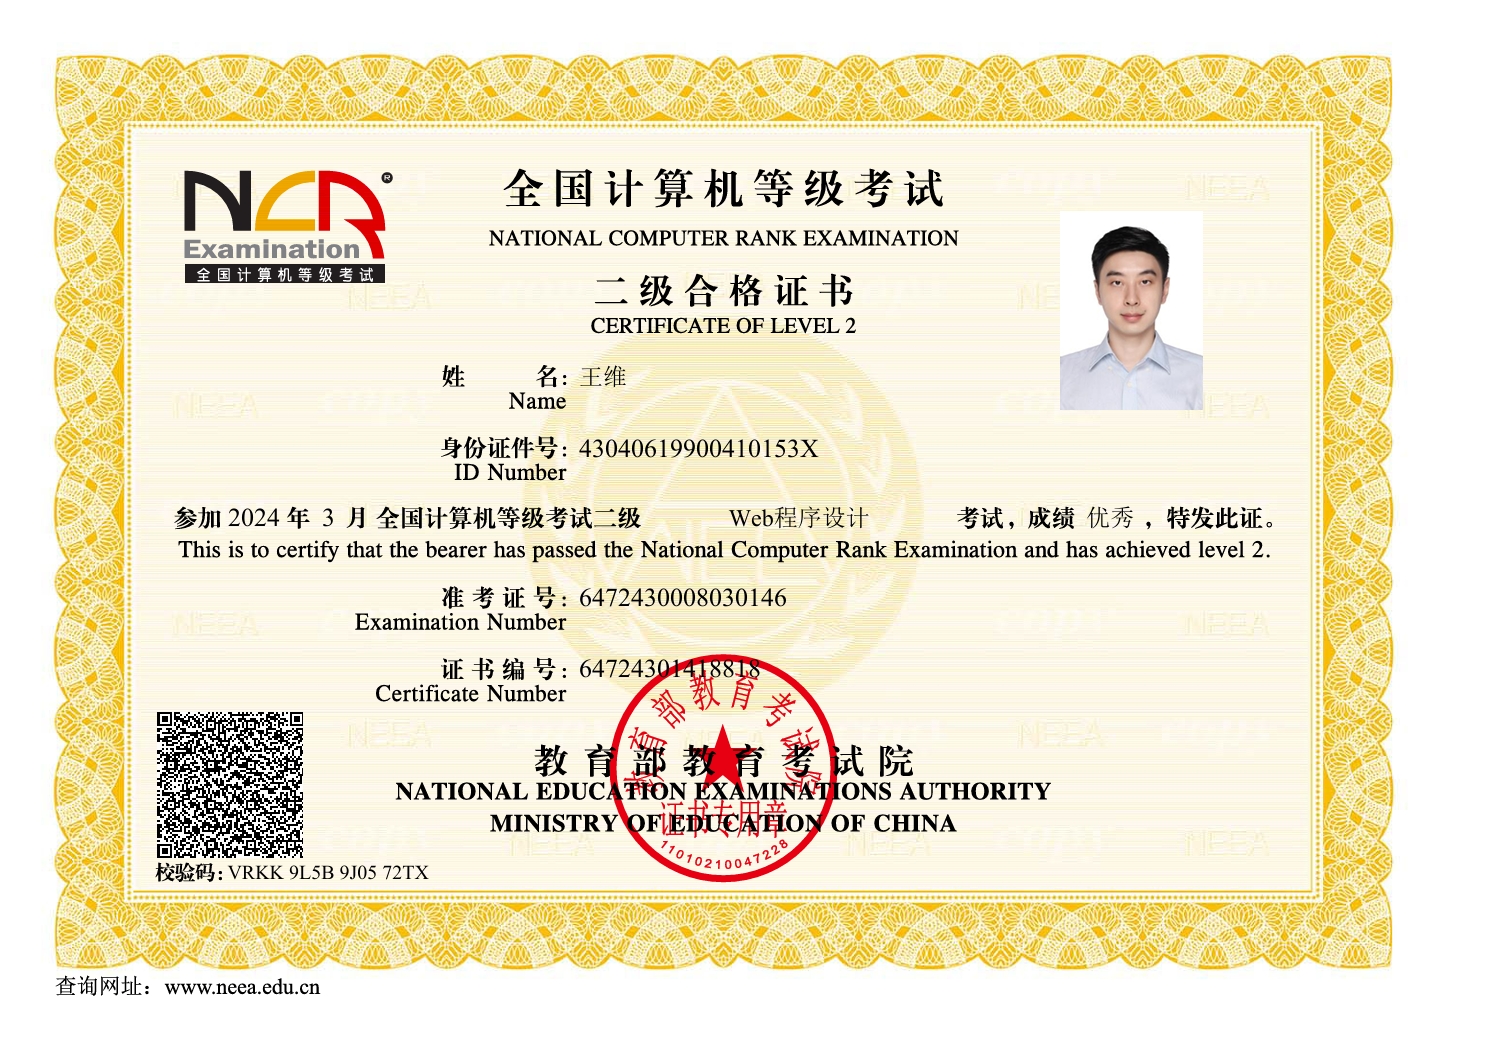 NCR®
Examination
全国计算机等级考试
全国计算机等级考试
NATIONAL COMPUTER RANK EXAMINATION
二级合格证书
CERTIFICATE OF LEVEL 2
姓 名：王维
Name
身份证件号：43040619900410153X
ID Number
参加 2024 年 3 月 全国计算机等级考试二级 Web程序设计 考试，成绩 优秀 ，特发此证。
This is to certify that the bearer has passed the National Computer Rank Examination and has achieved level 2.
准考证号：6472430008030146
Examination Number
证书编号：64724301418818
Certificate Number
教育部教育考试院
教育部教育考试院
NATIONAL EDUCATION EXAMINATIONS AUTHORITY
证书专用章
MINISTRY OF EDUCATION OF CHINA
11010210047228
校验码：VRKK 9L5B 9J05 72TX
查询网址：www.neea.edu.cn